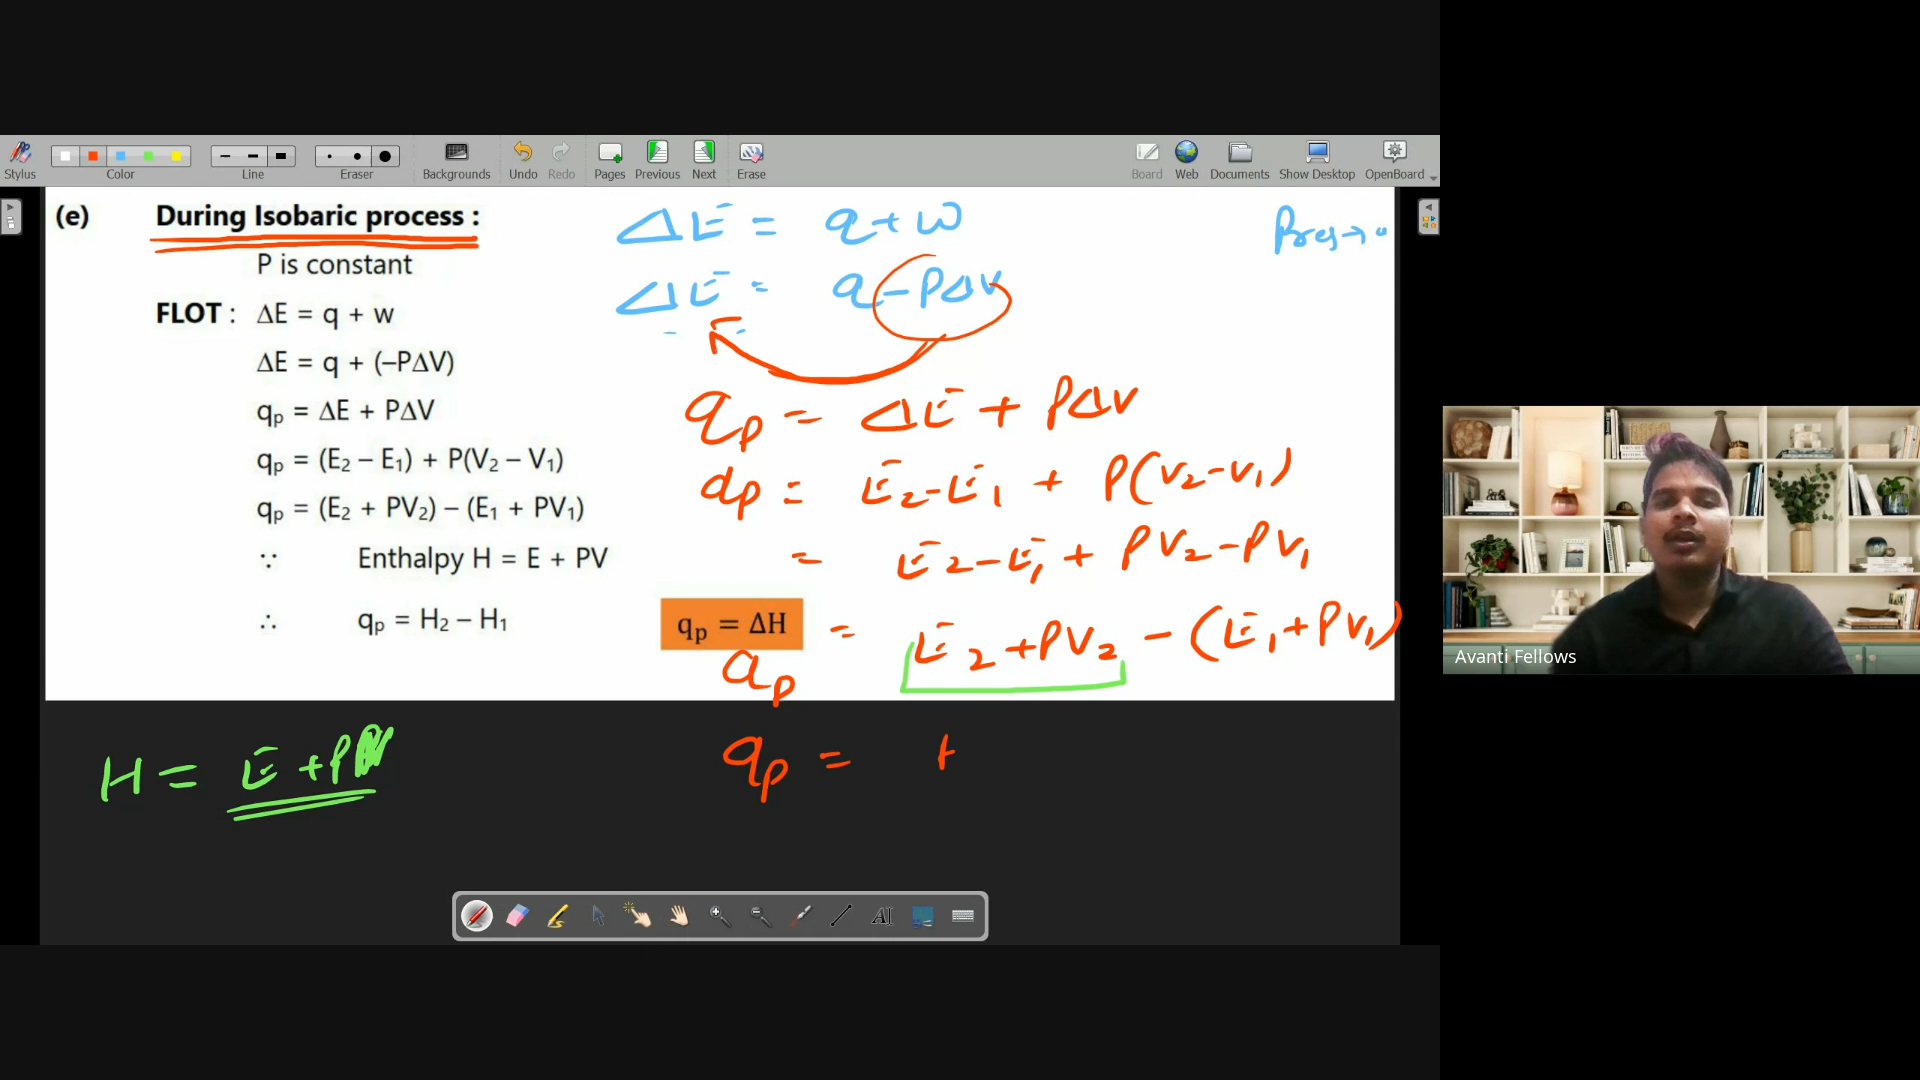 Stylus Color Line Eraser Backgrounds Undo Redo Pages Previous Next Erase Board Web Documents Show Desktop OpenBoard
(e) During Isobaric process :
P is constant
FLOT : ΔE = q + w
ΔE = q + (–PΔV)
qₚ = ΔE + PΔV
qₚ = (E₂ – E₁) + P(V₂ – V₁)
qₚ = (E₂ + PV₂) – (E₁ + PV₁)
∵ Enthalpy H = E + PV
∴ qₚ = H₂ – H₁
qₚ = ΔH
ΔE = q + w
ΔE = q - PΔV
qₚ = ΔE + PΔV
qₚ = E₂ - E₁ + P(V₂ - V₁)
= E₂ - E₁ + PV₂ - PV₁
qₚ = E₂ + PV₂ - (E₁ + PV₁)
qₚ =
H = E + PV
Avanti Fellows